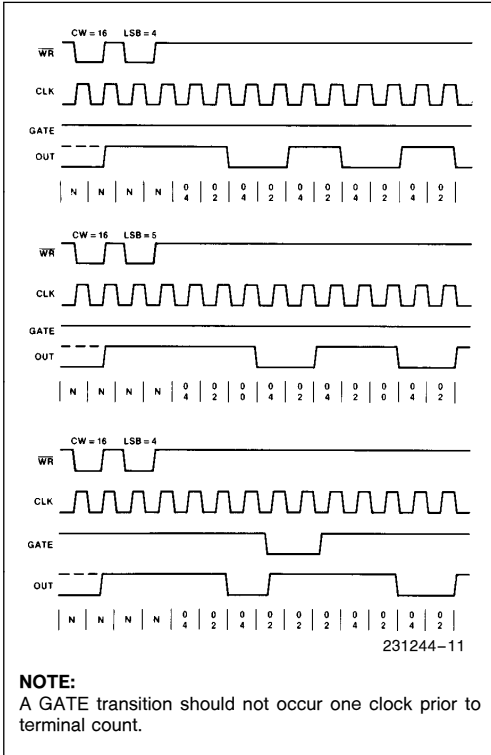 CW = 16 LSB = 4
WR
CLK
GATE
OUT
N N N N 0 0 0 0 0 0 0 0 0 0
4 2 4 2 4 2 4 2 4 2
CW = 16 LSB = 5
WR
CLK
GATE
OUT
N N N N 0 0 0 0 0 0 0 0 0 0
4 2 0 4 2 4 2 0 4 2
CW = 16 LSB = 4
WR
CLK
GATE
OUT
N N N N 0 0 0 0 0 0 0 0 0 0
4 2 4 2 2 2 4 2 4 2
231244–11
NOTE:
A GATE transition should not occur one clock prior to
terminal count.